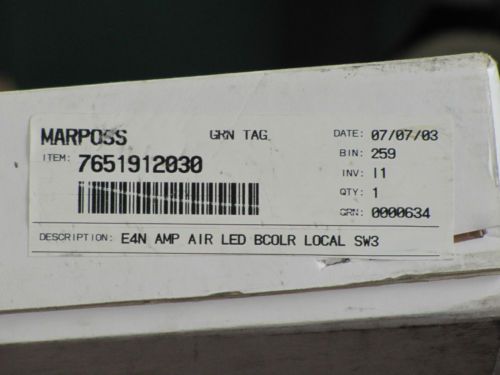 MARPOSS GRN TAG DATE: 07/07/03
ITEM: 7651912030 BIN: 259
INV: I1
QTY: 1
GRN: 0000634
DESCRIPTION: E4N AMP AIR LED BCOLR LOCAL SW3